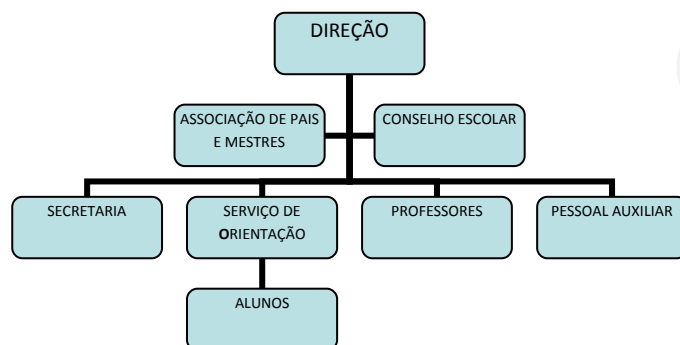 DIREÇÃO
ASSOCIAÇÃO DE PAIS
E MESTRES
CONSELHO ESCOLAR
SECRETARIA
SERVIÇO DE
ORIENTAÇÃO
PROFESSORES
PESSOAL AUXILIAR
ALUNOS